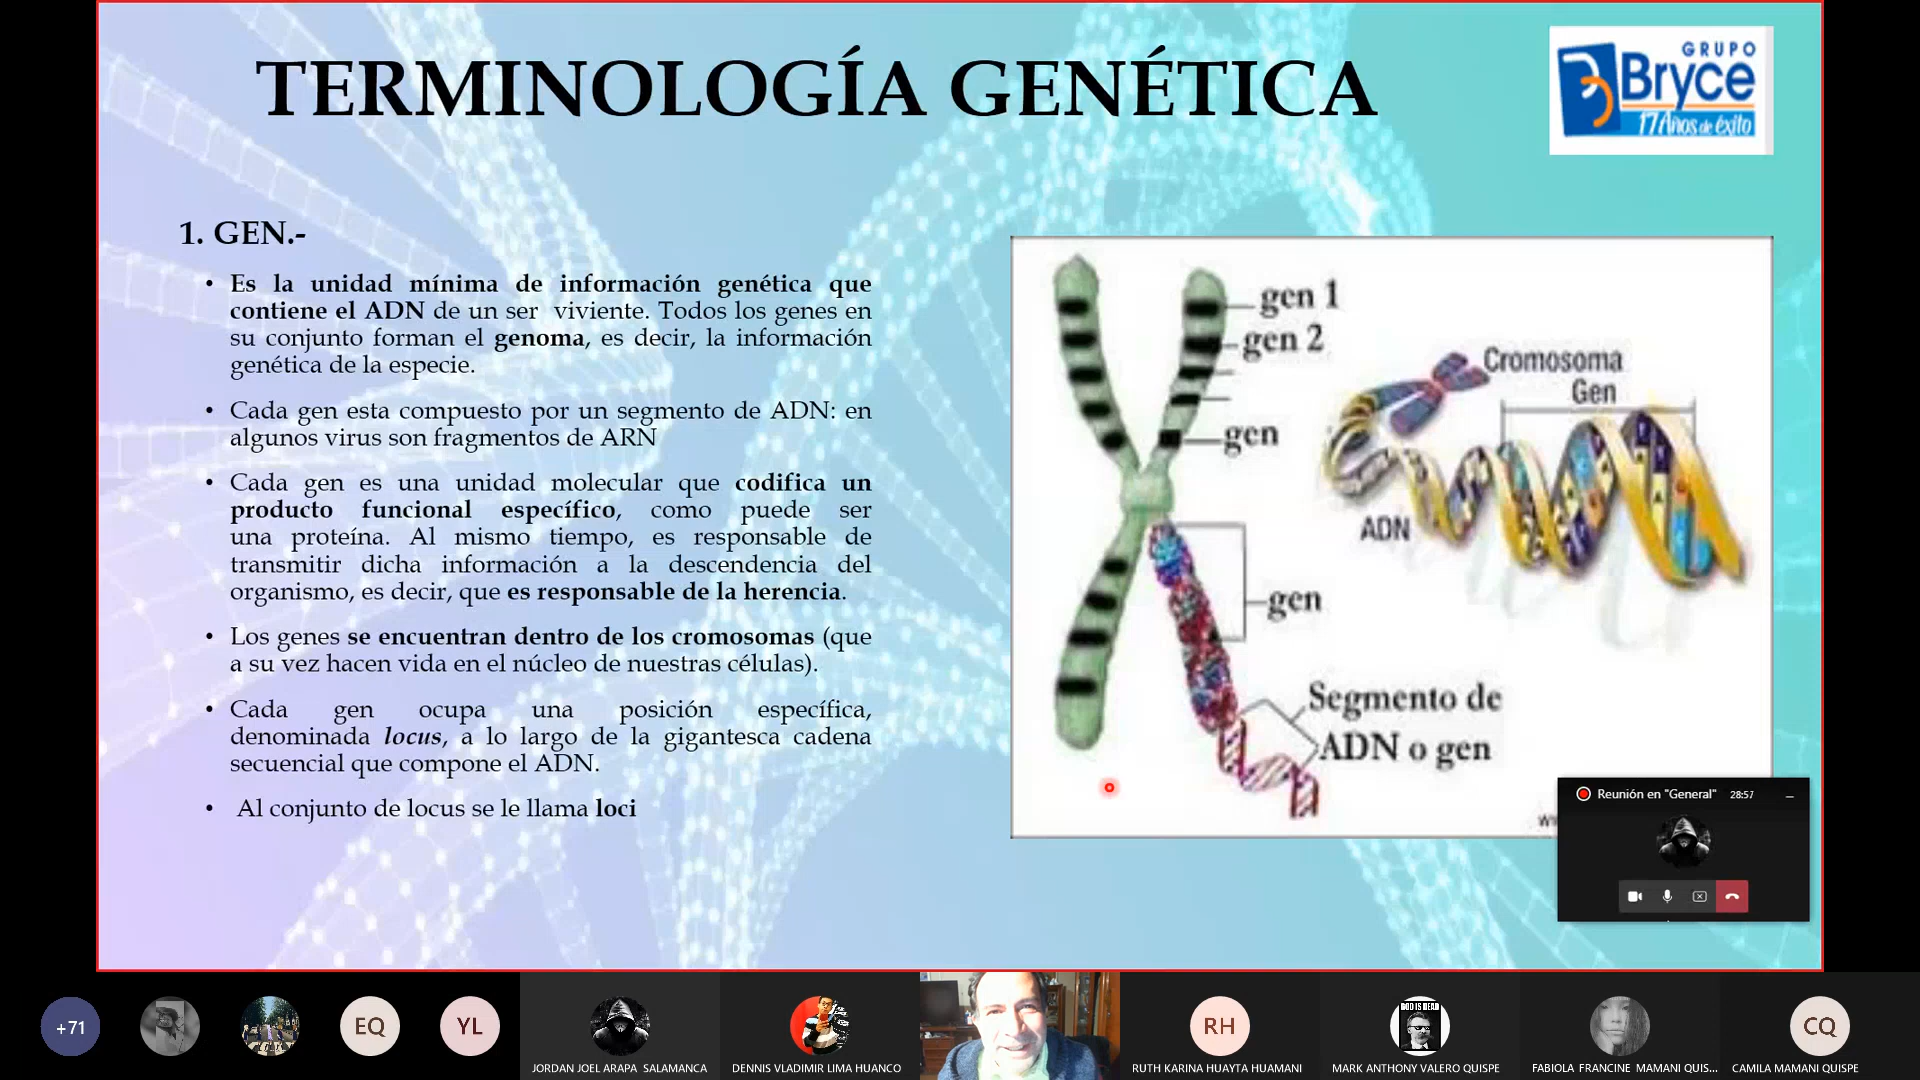 TERMINOLOGÍA GENÉTICA
GRUPO
Bryce
17 Años de éxito
1. GEN.-
• Es la unidad mínima de información genética que
contiene el ADN de un ser viviente. Todos los genes en
su conjunto forman el genoma, es decir, la información
genética de la especie.
• Cada gen esta compuesto por un segmento de ADN: en
algunos virus son fragmentos de ARN
• Cada gen es una unidad molecular que codifica un
producto funcional específico, como puede ser
una proteína. Al mismo tiempo, es responsable de
transmitir dicha información a la descendencia del
organismo, es decir, que es responsable de la herencia.
• Los genes se encuentran dentro de los cromosomas (que
a su vez hacen vida en el núcleo de nuestras células).
• Cada gen ocupa una posición específica,
denominada locus, a lo largo de la gigantesca cadena
secuencial que compone el ADN.
• Al conjunto de locus se le llama loci
gen 1
gen 2
gen
gen
Segmento de
ADN o gen
Cromosoma
Gen
ADN
Reunión en "General" 28:57
+71
EQ
YL
JORDAN JOEL ARAPA SALAMANCA
DENNIS VLADIMIR LIMA HUANCO
RH
RUTH KARINA HUAYTA HUAMANI
GOD IS DEAD
MARK ANTHONY VALERO QUISPE
FABIOLA FRANCINE MAMANI QUIS...
CQ
CAMILA MAMANI QUISPE